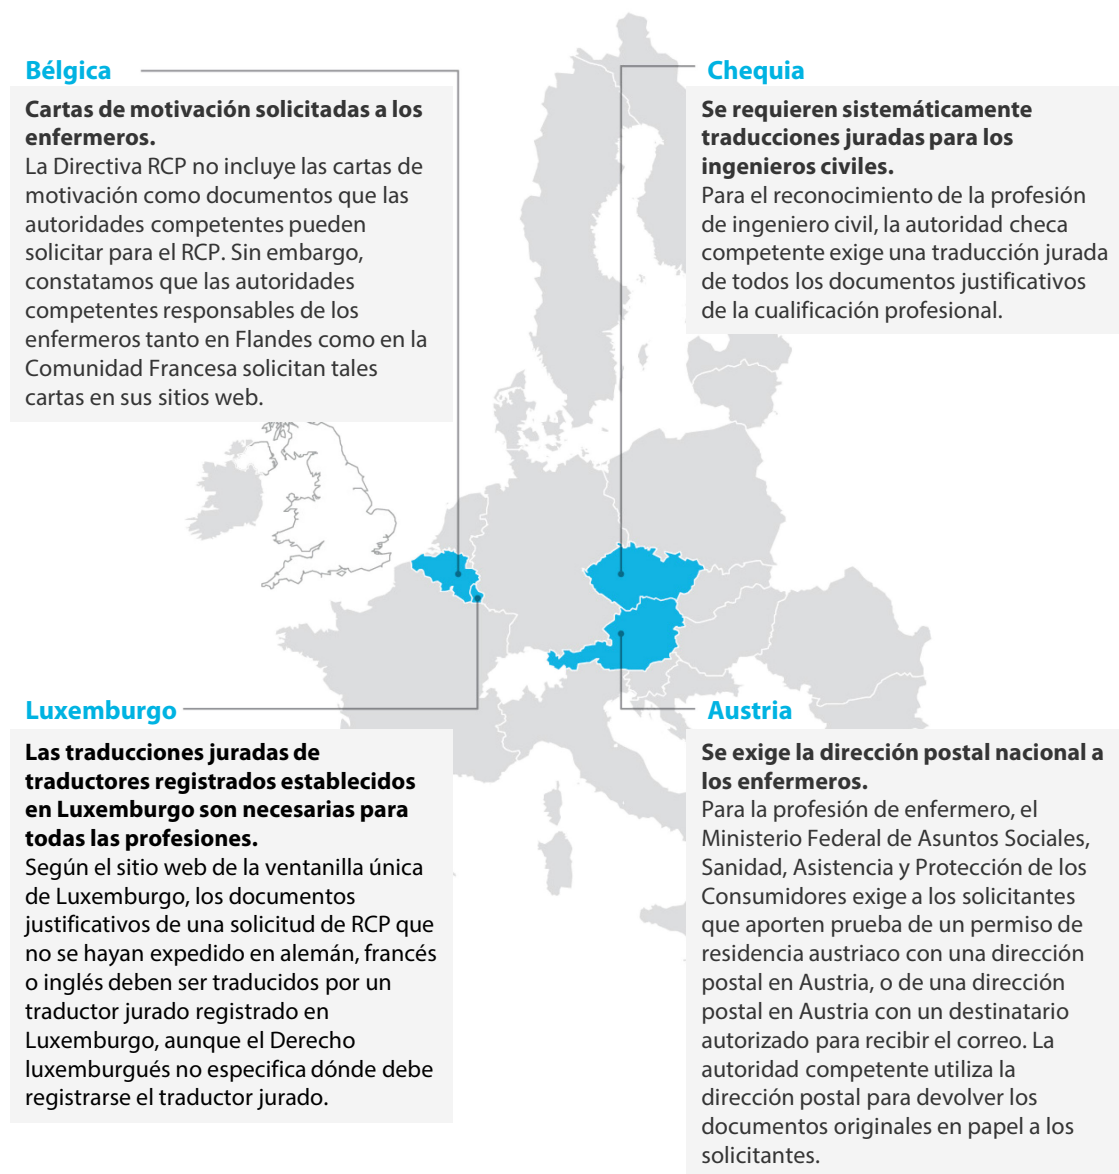 Bélgica
Cartas de motivación solicitadas a los
enfermeros.
La Directiva RCP no incluye las cartas de
motivación como documentos que las
autoridades competentes pueden
solicitar para el RCP. Sin embargo,
constatamos que las autoridades
competentes responsables de los
enfermeros tanto en Flandes como en la
Comunidad Francesa solicitan tales
cartas en sus sitios web.
Chequia
Se requieren sistemáticamente
traducciones juradas para los
ingenieros civiles.
Para el reconocimiento de la profesión
de ingeniero civil, la autoridad checa
competente exige una traducción jurada
de todos los documentos justificativos
de la cualificación profesional.
Luxemburgo
Las traducciones juradas de
traductores registrados establecidos
en Luxemburgo son necesarias para
todas las profesiones.
Según el sitio web de la ventanilla única
de Luxemburgo, los documentos
justificativos de una solicitud de RCP que
no se hayan expedido en alemán, francés
o inglés deben ser traducidos por un
traductor jurado registrado en
Luxemburgo, aunque el Derecho
luxemburgués no especifica dónde debe
registrarse el traductor jurado.
Austria
Se exige la dirección postal nacional a
los enfermeros.
Para la profesión de enfermero, el
Ministerio Federal de Asuntos Sociales,
Sanidad, Asistencia y Protección de los
Consumidores exige a los solicitantes
que aporten prueba de un permiso de
residencia austriaco con una dirección
postal en Austria, o de una dirección
postal en Austria con un destinatario
autorizado para recibir el correo. La
autoridad competente utiliza la
dirección postal para devolver los
documentos originales en papel a los
solicitantes.